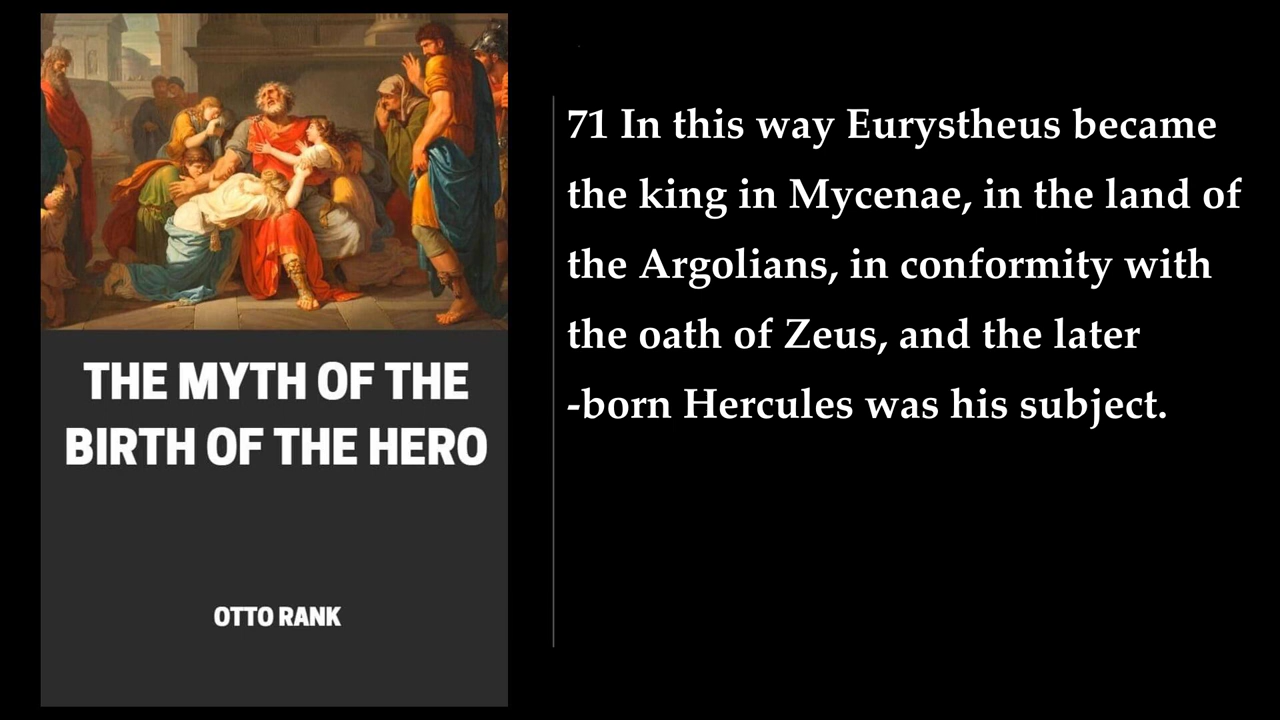 THE MYTH OF THE
BIRTH OF THE HERO
OTTO RANK
71 In this way Eurystheus became
the king in Mycenae, in the land of
the Argolians, in conformity with
the oath of Zeus, and the later
-born Hercules was his subject.